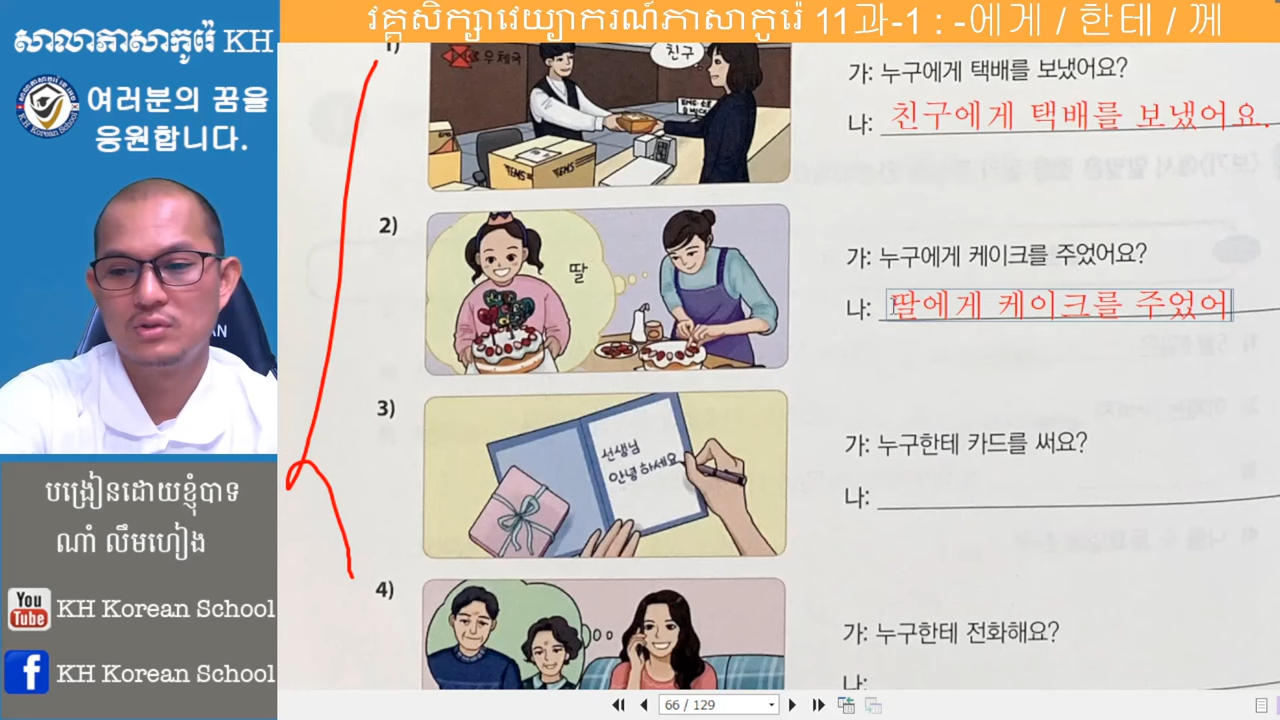 វគ្គសិក្សាវេយ្យាករណ៍ភាសាកូរ៉េ 11과-1 : -에게 / 한테 / 께
សាលាភាសាកូរ៉េ KH
여러분의 꿈을
응원합니다.
បង្រៀនដោយខ្ញុំបាទ
ណាំ លឹមហៀង
You Tube KH Korean School
f KH Korean School
1)
우체국
친구
가: 누구에게 택배를 보냈어요?
나: 친구에게 택배를 보냈어요.
2)
딸
가: 누구에게 케이크를 주었어요?
나: 딸에게 케이크를 주었어
3)
선생님
안녕하세요
가: 누구한테 카드를 써요?
나:
4)
가: 누구한테 전화해요?
나:
66 / 129